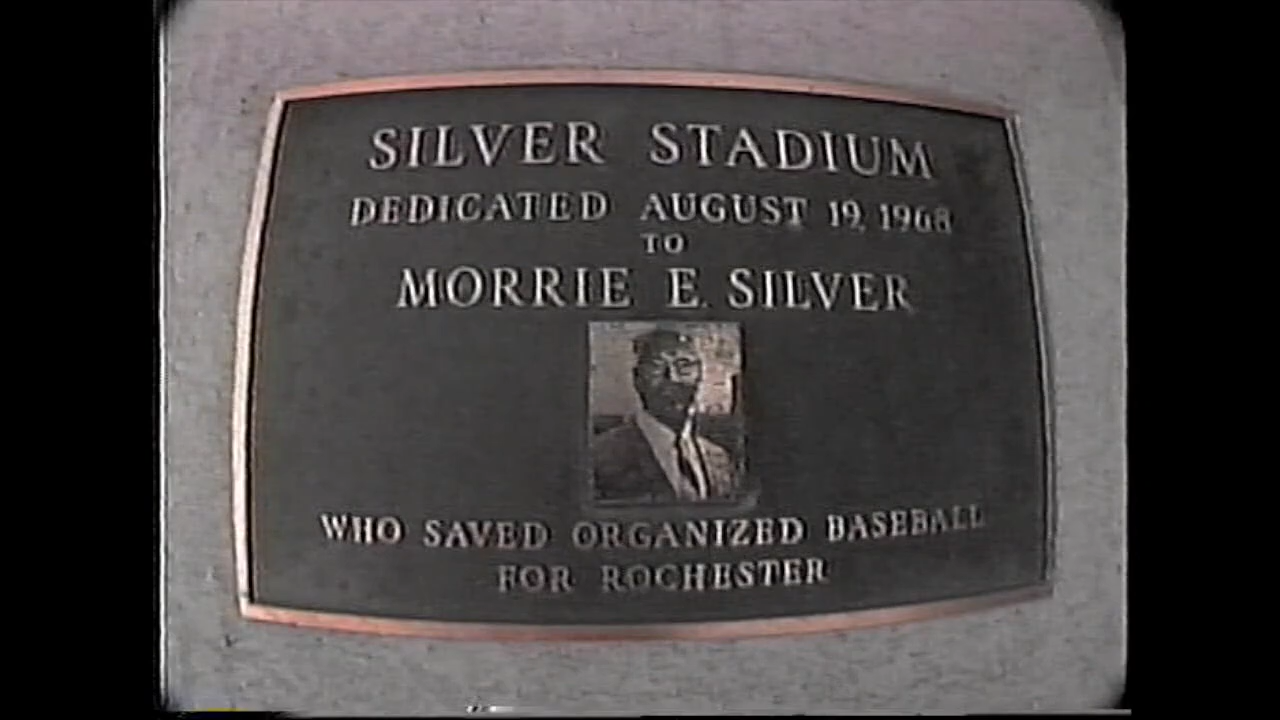 SILVER STADIUM
DEDICATED AUGUST 19, 1968
TO
MORRIE E. SILVER
WHO SAVED ORGANIZED BASEBALL
FOR ROCHESTER